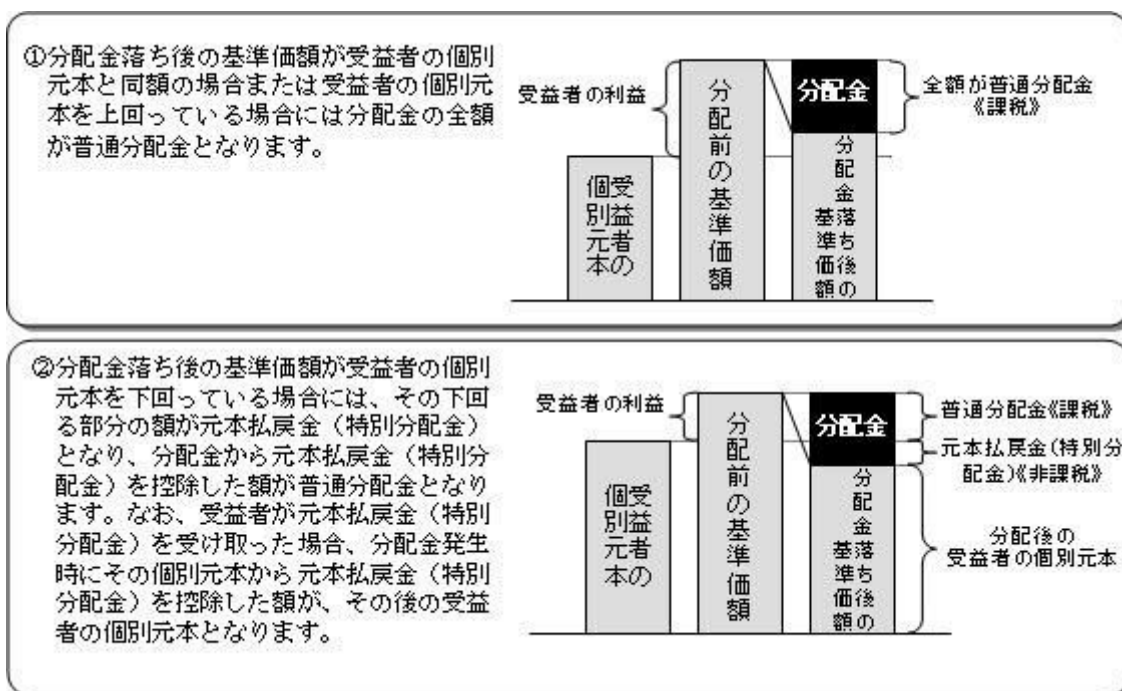 ①分配金落ち後の基準価額が受益者の個別
元本と同額の場合または受益者の個別元
本を上回っている場合には分配金の全額
が普通分配金となります。
受益者の利益
受益者の
個別元本
分配前の基準価額
分配金
分配金落ち後の
基準価額
全額が普通分配金
《課税》
②分配金落ち後の基準価額が受益者の個別
元本を下回っている場合には、その下回
る部分の額が元本払戻金（特別分配金）
となり、分配金から元本払戻金（特別分
配金）を控除した額が普通分配金となり
ます。なお、受益者が元本払戻金（特別
分配金）を受け取った場合、分配金発生
時にその個別元本から元本払戻金（特別
分配金）を控除した額が、その後の受益
者の個別元本となります。
受益者の利益
受益者の
個別元本
分配前の基準価額
分配金
分配金落ち後の
基準価額
普通分配金《課税》
元本払戻金(特別分
配金)《非課税》
分配後の
受益者の個別元本